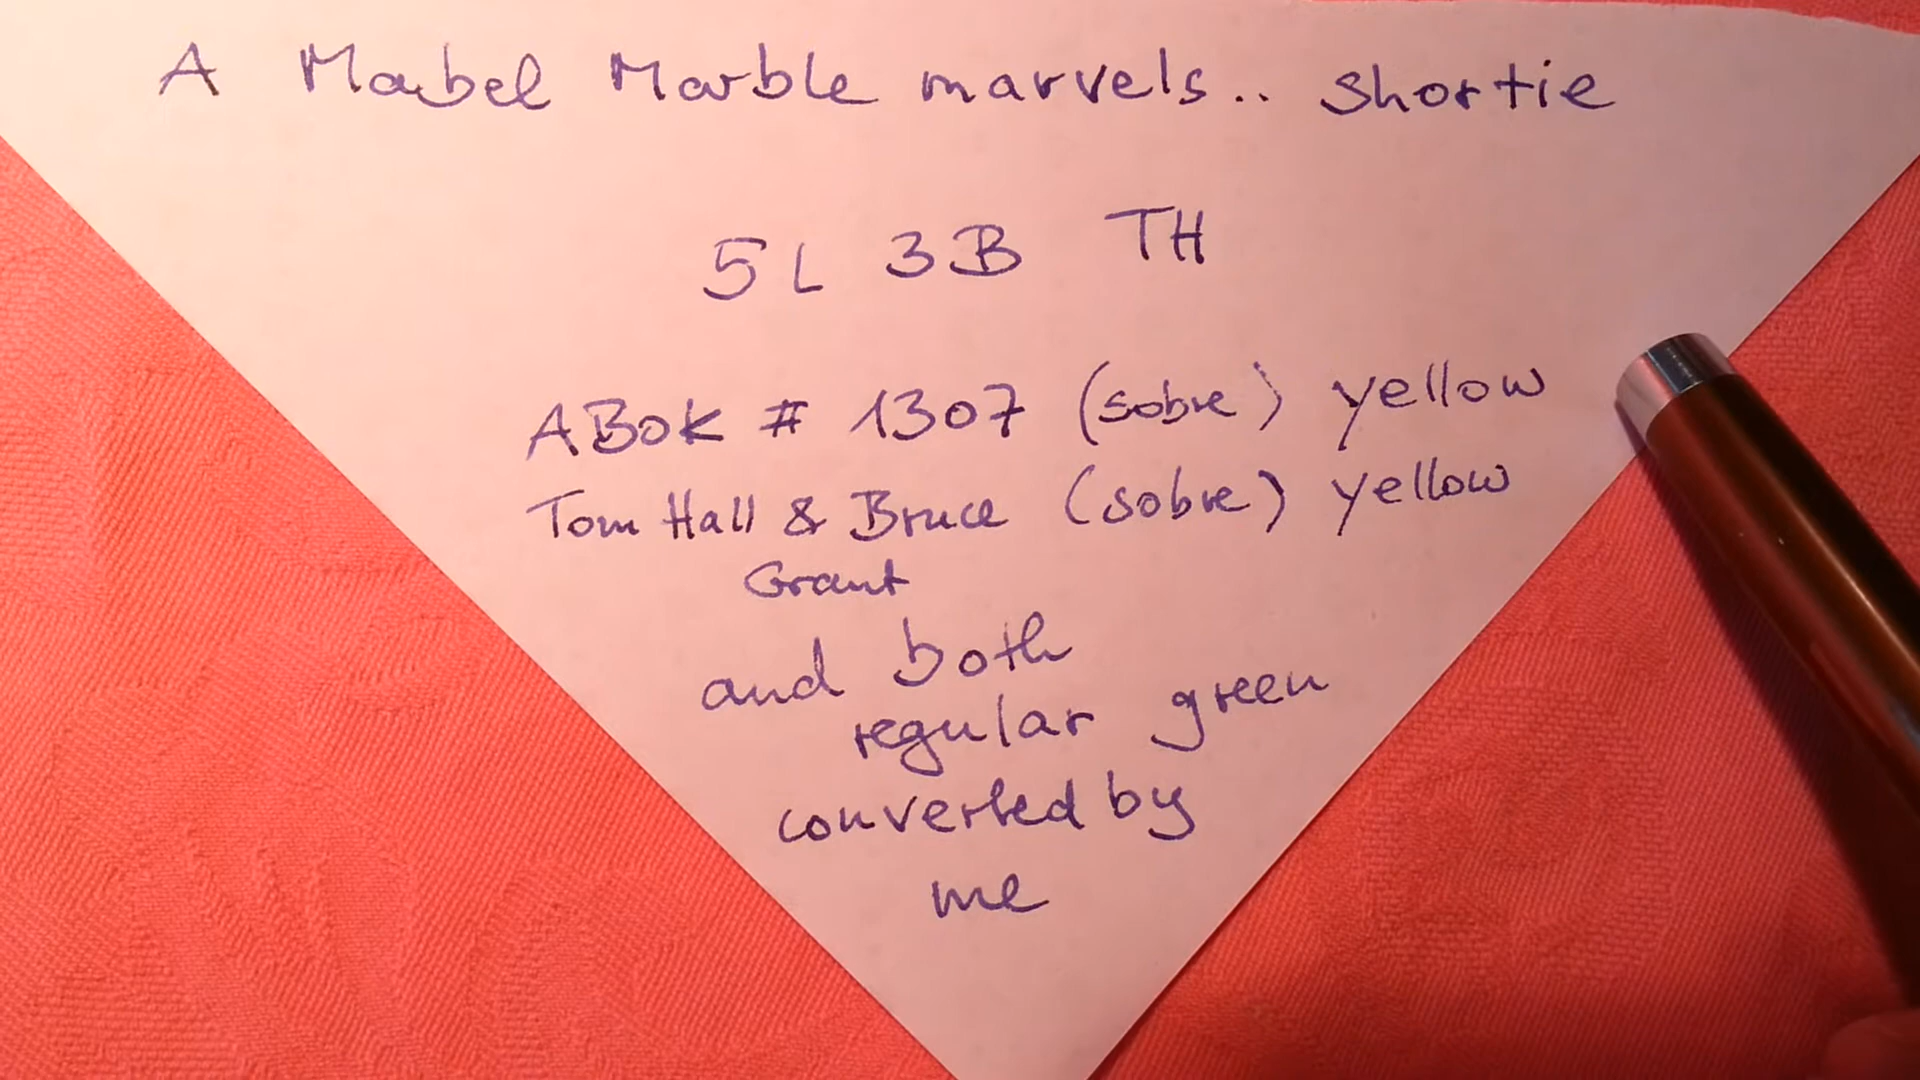 A Mabel Marble marvels.. shortie
5L 3B TH
ABOK # 1307 (sobre) yellow
Tom Hall & Bruce (sobre) yellow
Grant
and both
regular green
converted by
me